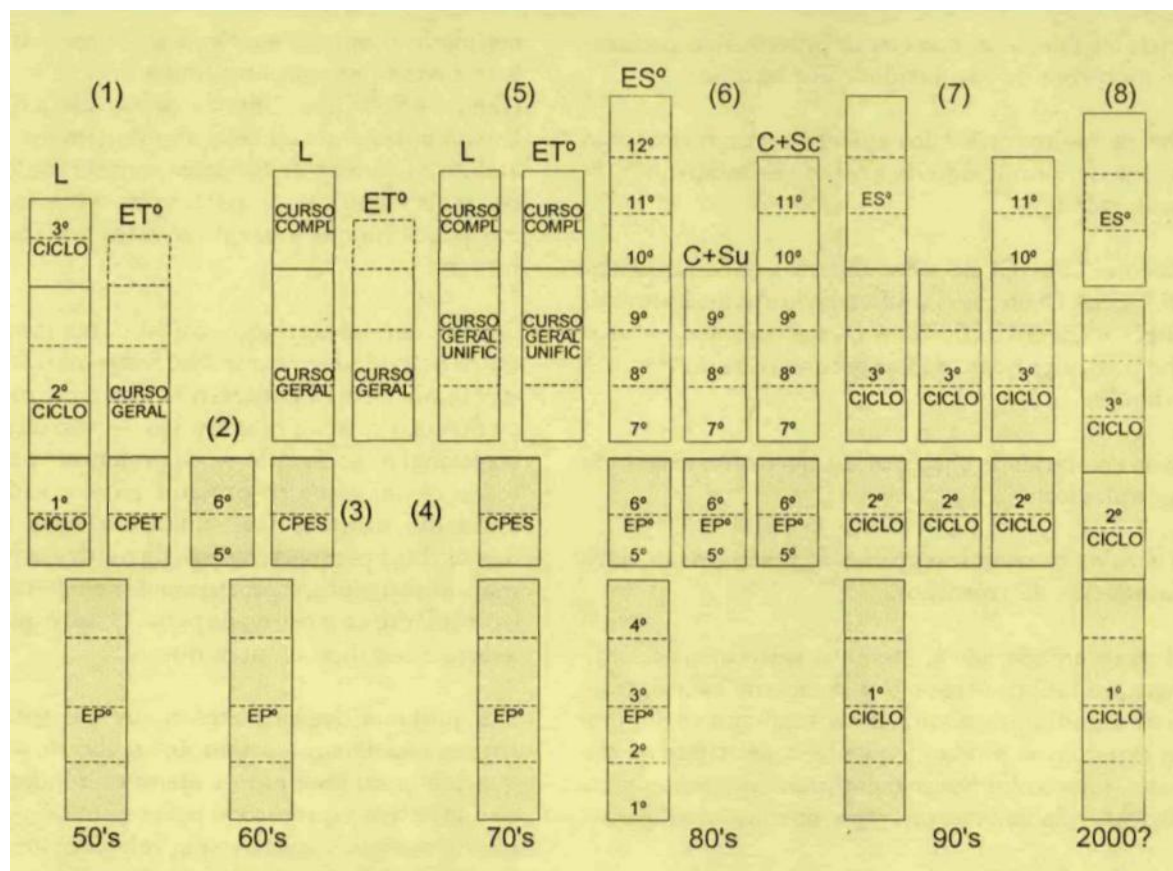 (1)
L
3º
CICLO
2º
CICLO
1º
CICLO
ETº
CURSO
GERAL
CPET
EPº
50's
(2)
6º
5º
L
CURSO
COMPL
CURSO
GERAL
CPES
EPº
60's
(3)
ETº
CURSO
GERAL
(4)
(5)
L
CURSO
COMPL
CURSO
GERAL
UNIFIC
ETº
CURSO
COMPL
CURSO
GERAL
UNIFIC
CPES
EPº
70's
ESº
12º
11º
10º
9º
8º
7º
6º
EPº
5º
4º
3º
EPº
2º
1º
(6)
C+Su
9º
8º
7º
6º
EPº
5º
C+Sc
11º
10º
9º
8º
7º
6º
EPº
5º
80's
(7)
ESº
3º
CICLO
2º
CICLO
1º
CICLO
3º
CICLO
2º
CICLO
11º
10º
3º
CICLO
2º
CICLO
90's
(8)
ESº
3º
CICLO
2º
CICLO
1º
CICLO
2000?